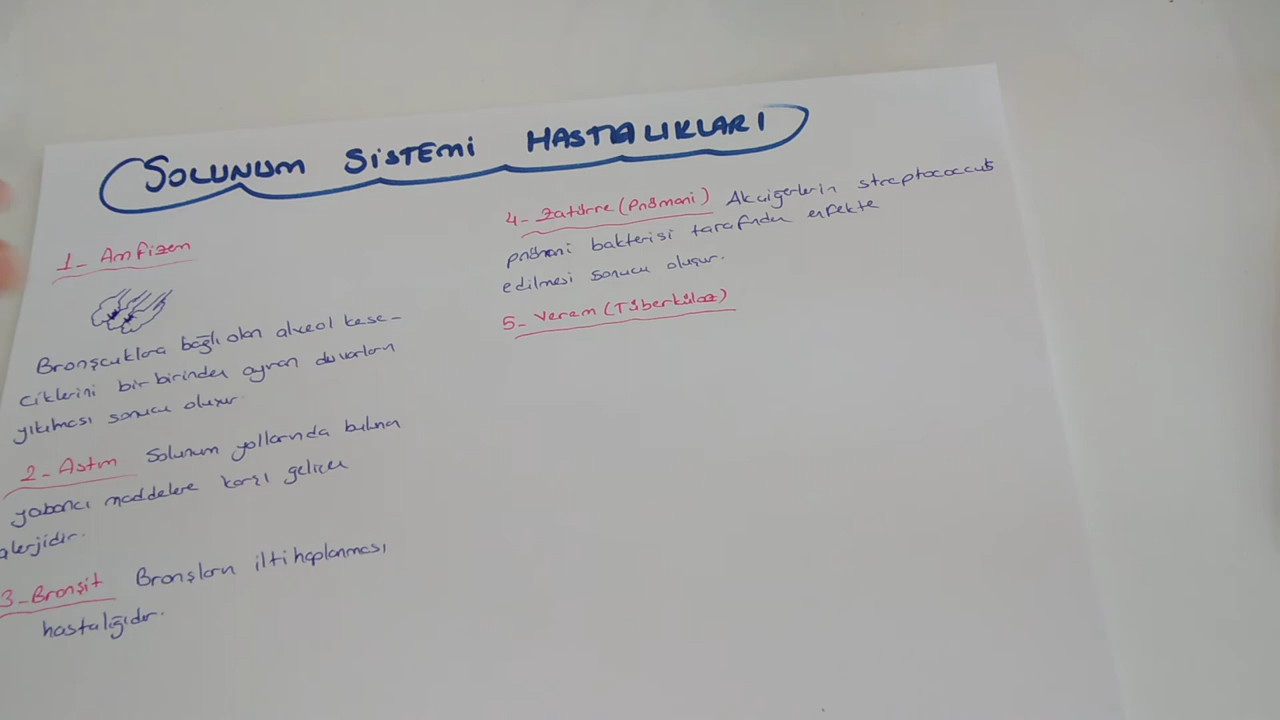 SOLUNUM SİSTEMİ HASTALIKLARI
1- Amfizem
Bronşcuklara bağlı olan alveol kese-
ciklerini birbirinden ayıran duvarların
yıkılması sonucu oluşur.
2- Astım Solunum yollarında bulunan
yabancı maddelere karşı gelişen
alerjidir.
3- Bronşit Bronşların iltihaplanması
hastalığıdır.
4- Zatürre (Pnömoni) Akciğerlerin streptococcus
pnömoni bakterisi tarafından enfekte
edilmesi sonucu oluşur.
5- Verem (Tüberküloz)